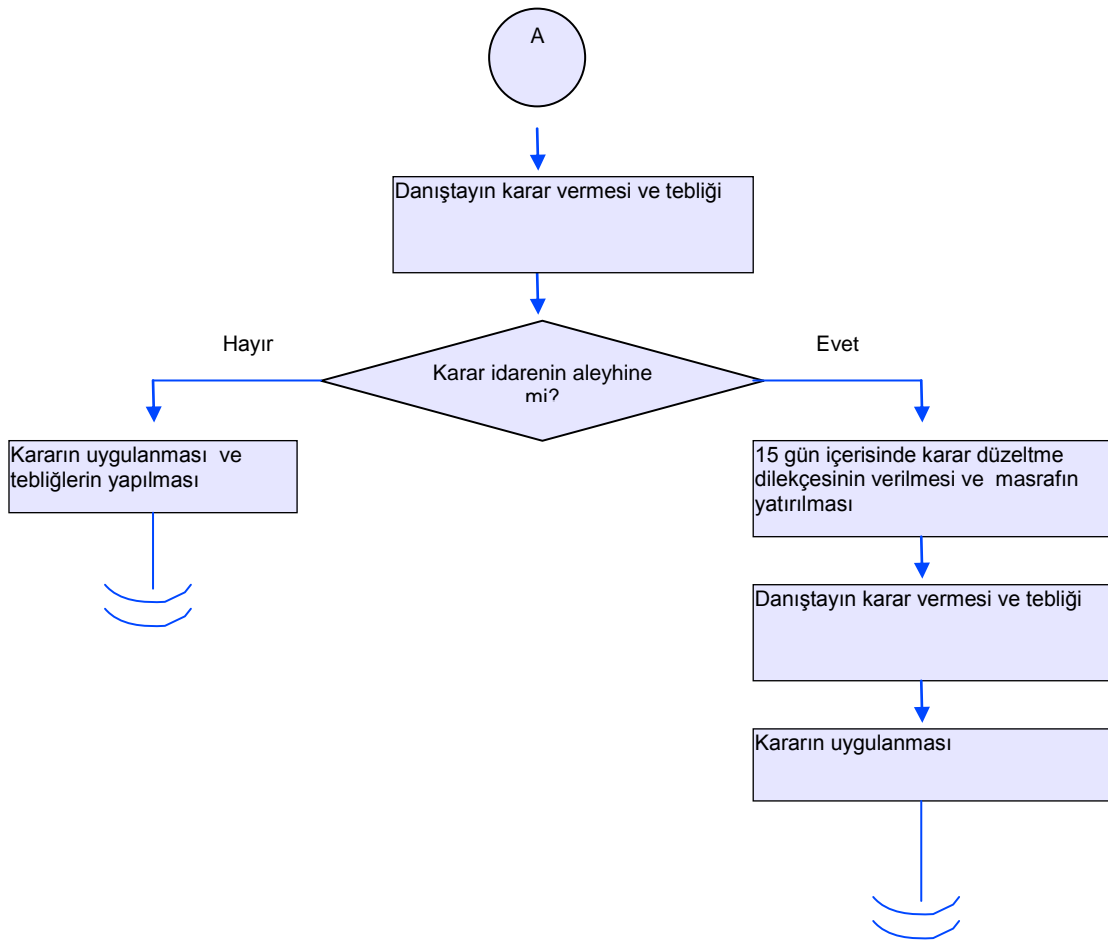 A
Danıştayın karar vermesi ve tebliği
Hayır
Evet
Karar idarenin aleyhine
mi?
Kararın uygulanması ve
tebliğlerin yapılması
15 gün içerisinde karar düzeltme
dilekçesinin verilmesi ve masrafın
yatırılması
Danıştayın karar vermesi ve tebliği
Kararın uygulanması